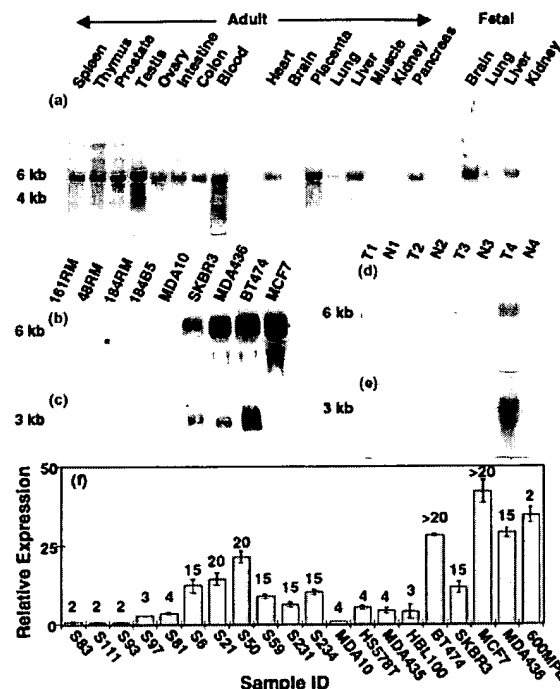 Adult Fetal
Spleen Thymus Prostate Testis Ovary Intestine Colon Blood Heart Brain Placenta Lung Liver Muscle Kidney Pancreas Brain Lung Liver Kidney
(a)
6 kb
4 kb
161RM 48RM 184RM 184B5 MDA10 SKBR3 MDA436 BT474 MCF7
T1 N1 T2 N2 T3 N3 T4 N4
(b)
6 kb
(d)
6 kb
(c)
3 kb
(e)
3 kb
(f)
Relative Expression
50
25
0
2 2 2 3 4 15 20 20 15 15 15 4 4 4 3 >20 15 >20 15 2
S83 S111 S93 S97 S81 S6 S21 S50 S59 S231 S234 MDA10 HS578T MDA435 HBL100 BT474 SKBR3 MCF7 MDA436
Sample ID